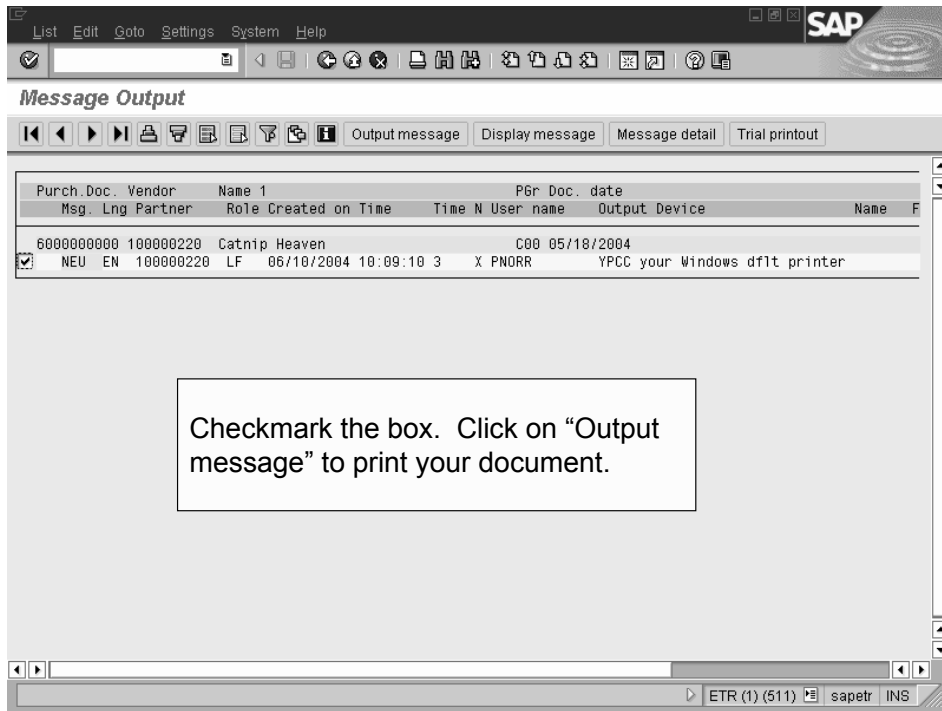 List Edit Goto Settings System Help
SAP
Message Output
Output message Display message Message detail Trial printout
Purch.Doc. Vendor Name 1 PGr Doc. date
Msg. Lng Partner Role Created on Time Time N User name Output Device Name F
6000000000 100000220 Catnip Heaven C00 05/18/2004
NEU EN 100000220 LF 06/10/2004 10:09:10 3 X PNORR YPCC your Windows dflt printer
Checkmark the box. Click on “Output
message” to print your document.
ETR (1) (511) sapetr INS